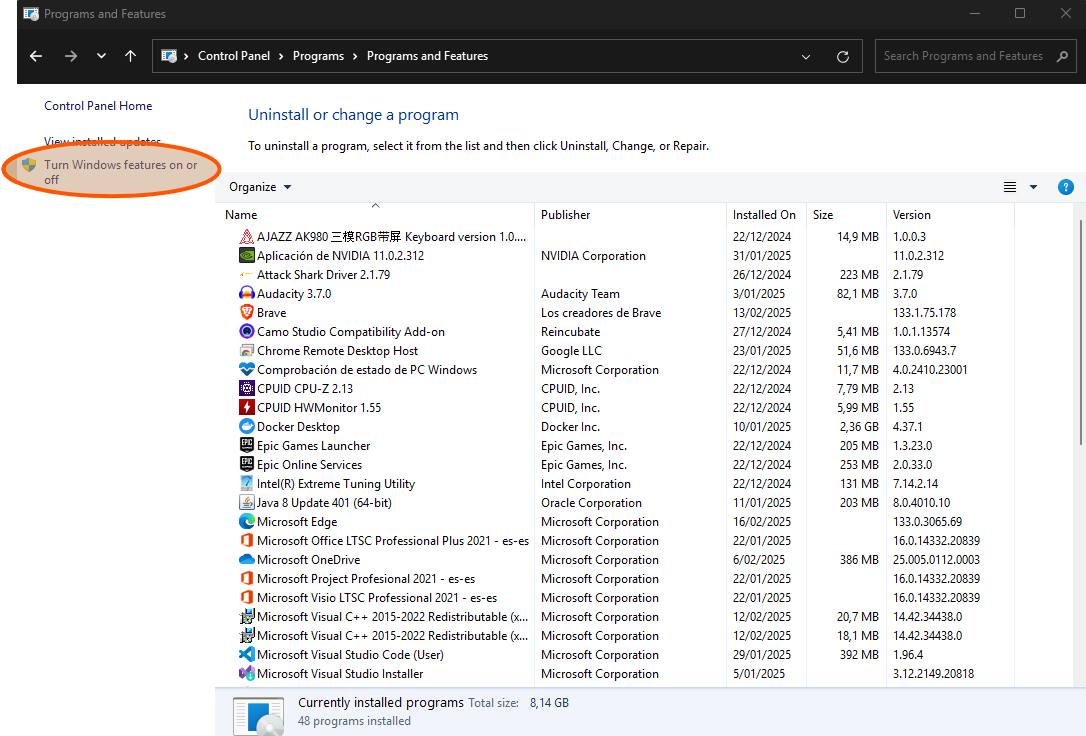 Programs and Features
Control Panel > Programs > Programs and Features
Search Programs and Features
Control Panel Home
View installed updates
Turn Windows features on or
off
Uninstall or change a program
To uninstall a program, select it from the list and then click Uninstall, Change, or Repair.
Organize
Name Publisher Installed On Size Version
AJAZZ AK980 三模RGB带屏 Keyboard version 1.0.... 22/12/2024 14,9 MB 1.0.0.3
Aplicación de NVIDIA 11.0.2.312 NVIDIA Corporation 31/01/2025 11.0.2.312
Attack Shark Driver 2.1.79 26/12/2024 223 MB 2.1.79
Audacity 3.7.0 Audacity Team 3/01/2025 82,1 MB 3.7.0
Brave Los creadores de Brave 13/02/2025 133.1.75.178
Camo Studio Compatibility Add-on Reincubate 27/12/2024 5,41 MB 1.0.1.13574
Chrome Remote Desktop Host Google LLC 23/01/2025 51,6 MB 133.0.6943.7
Comprobación de estado de PC Windows Microsoft Corporation 22/12/2024 11,7 MB 4.0.2410.23001
CPUID CPU-Z 2.13 CPUID, Inc. 22/12/2024 7,79 MB 2.13
CPUID HWMonitor 1.55 CPUID, Inc. 22/12/2024 5,99 MB 1.55
Docker Desktop Docker Inc. 10/01/2025 2,36 GB 4.37.1
Epic Games Launcher Epic Games, Inc. 22/12/2024 205 MB 1.3.23.0
Epic Online Services Epic Games, Inc. 22/12/2024 253 MB 2.0.33.0
Intel(R) Extreme Tuning Utility Intel Corporation 22/12/2024 131 MB 7.14.2.14
Java 8 Update 401 (64-bit) Oracle Corporation 11/01/2025 203 MB 8.0.4010.10
Microsoft Edge Microsoft Corporation 16/02/2025 133.0.3065.69
Microsoft Office LTSC Professional Plus 2021 - es-es Microsoft Corporation 22/01/2025 16.0.14332.20839
Microsoft OneDrive Microsoft Corporation 6/02/2025 386 MB 25.005.0112.0003
Microsoft Project Profesional 2021 - es-es Microsoft Corporation 22/01/2025 16.0.14332.20839
Microsoft Visio LTSC Professional 2021 - es-es Microsoft Corporation 22/01/2025 16.0.14332.20839
Microsoft Visual C++ 2015-2022 Redistributable (x... Microsoft Corporation 12/02/2025 20,7 MB 14.42.34438.0
Microsoft Visual C++ 2015-2022 Redistributable (x... Microsoft Corporation 12/02/2025 18,1 MB 14.42.34438.0
Microsoft Visual Studio Code (User) Microsoft Corporation 29/01/2025 392 MB 1.96.4
Microsoft Visual Studio Installer Microsoft Corporation 5/01/2025 3.12.2149.20818
Currently installed programs Total size: 8,14 GB
48 programs installed